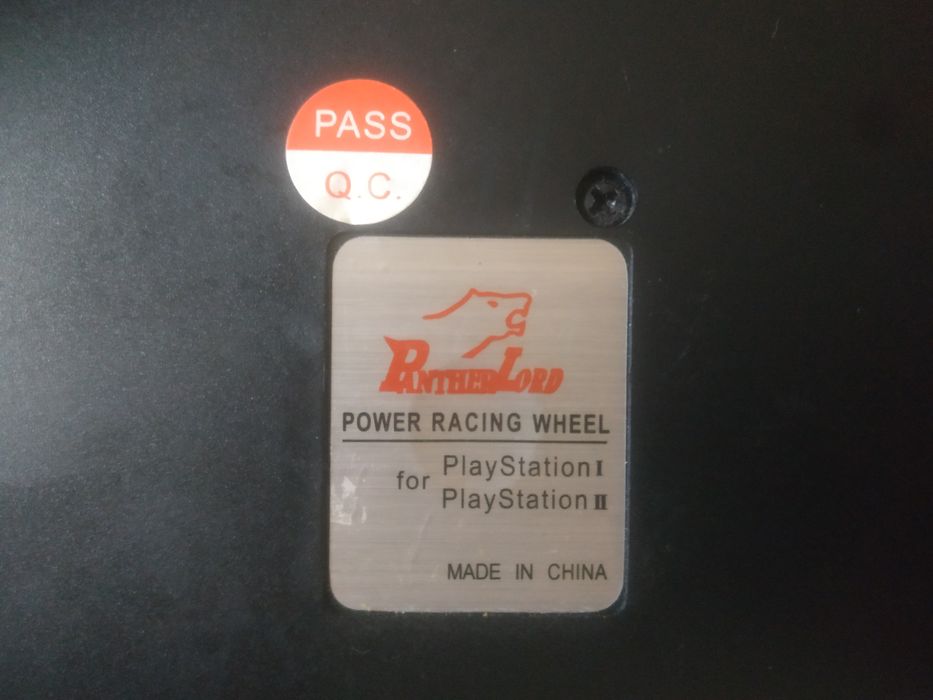 PASS
Q.C.
PANTHERLORD
POWER RACING WHEEL
for
PlayStation I
PlayStation II
MADE IN CHINA